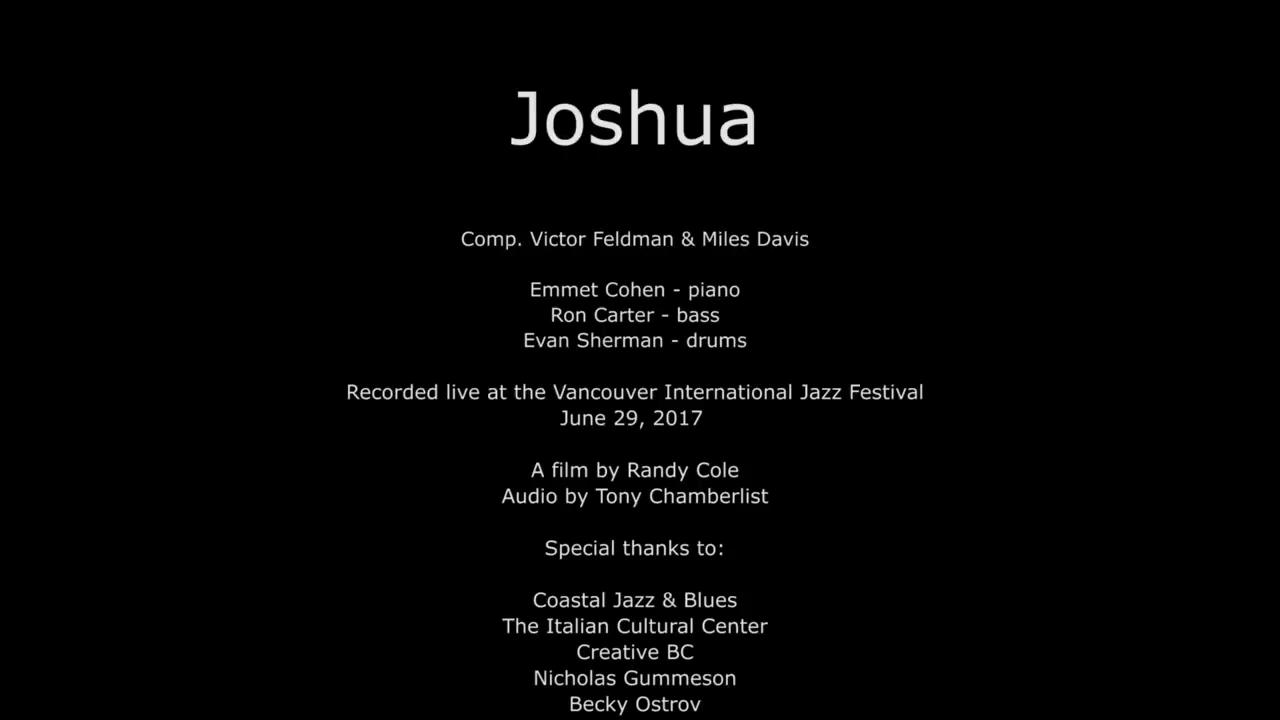 Joshua
Comp. Victor Feldman & Miles Davis
Emmet Cohen - piano
Ron Carter - bass
Evan Sherman - drums
Recorded live at the Vancouver International Jazz Festival
June 29, 2017
A film by Randy Cole
Audio by Tony Chamberlist
Special thanks to:
Coastal Jazz & Blues
The Italian Cultural Center
Creative BC
Nicholas Gummeson
Becky Ostrov